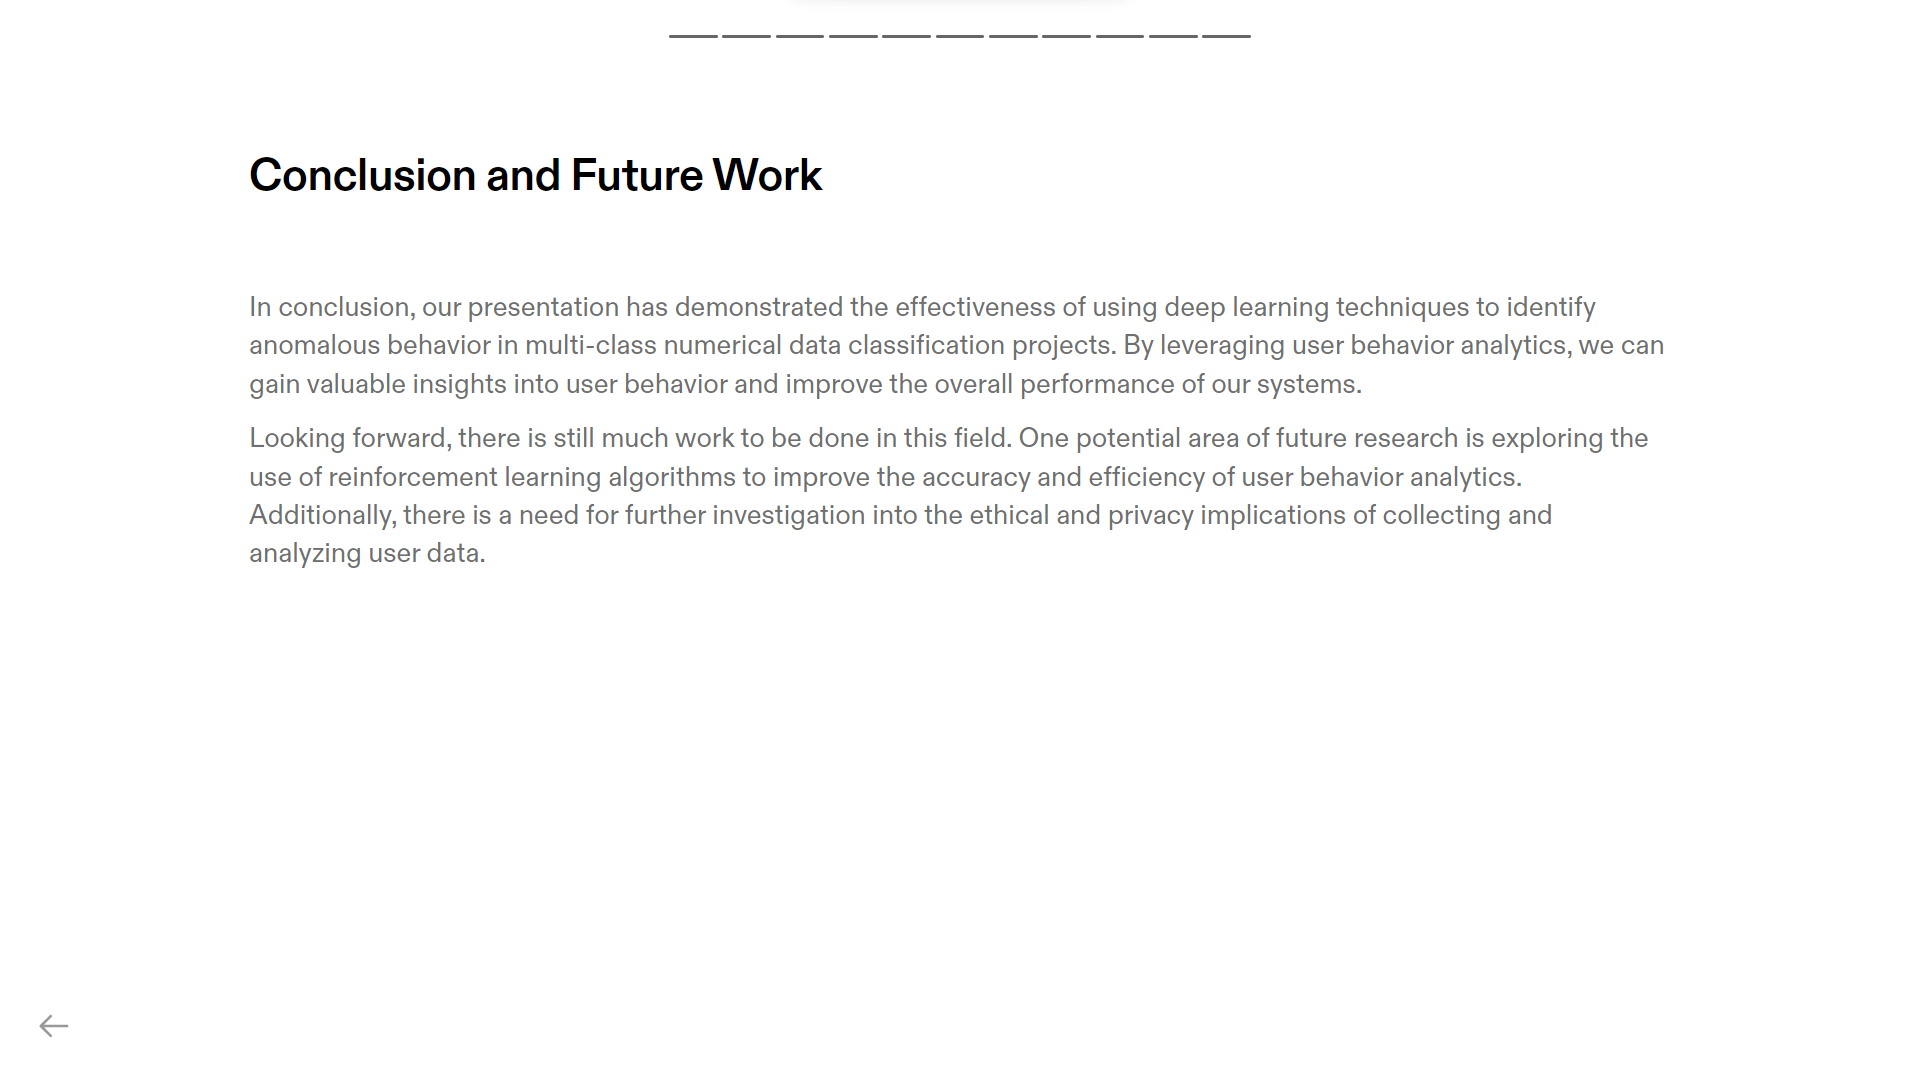 Conclusion and Future Work
In conclusion, our presentation has demonstrated the effectiveness of using deep learning techniques to identify
anomalous behavior in multi-class numerical data classification projects. By leveraging user behavior analytics, we can
gain valuable insights into user behavior and improve the overall performance of our systems.
Looking forward, there is still much work to be done in this field. One potential area of future research is exploring the
use of reinforcement learning algorithms to improve the accuracy and efficiency of user behavior analytics.
Additionally, there is a need for further investigation into the ethical and privacy implications of collecting and
analyzing user data.